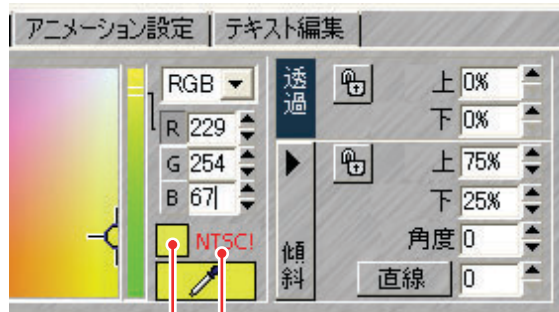 アニメーション設定
テキスト編集
RGB
R 229
G 254
B 67
NTSC!
透過
上 0%
下 0%
傾斜
上 75%
下 25%
角度 0
直線 0